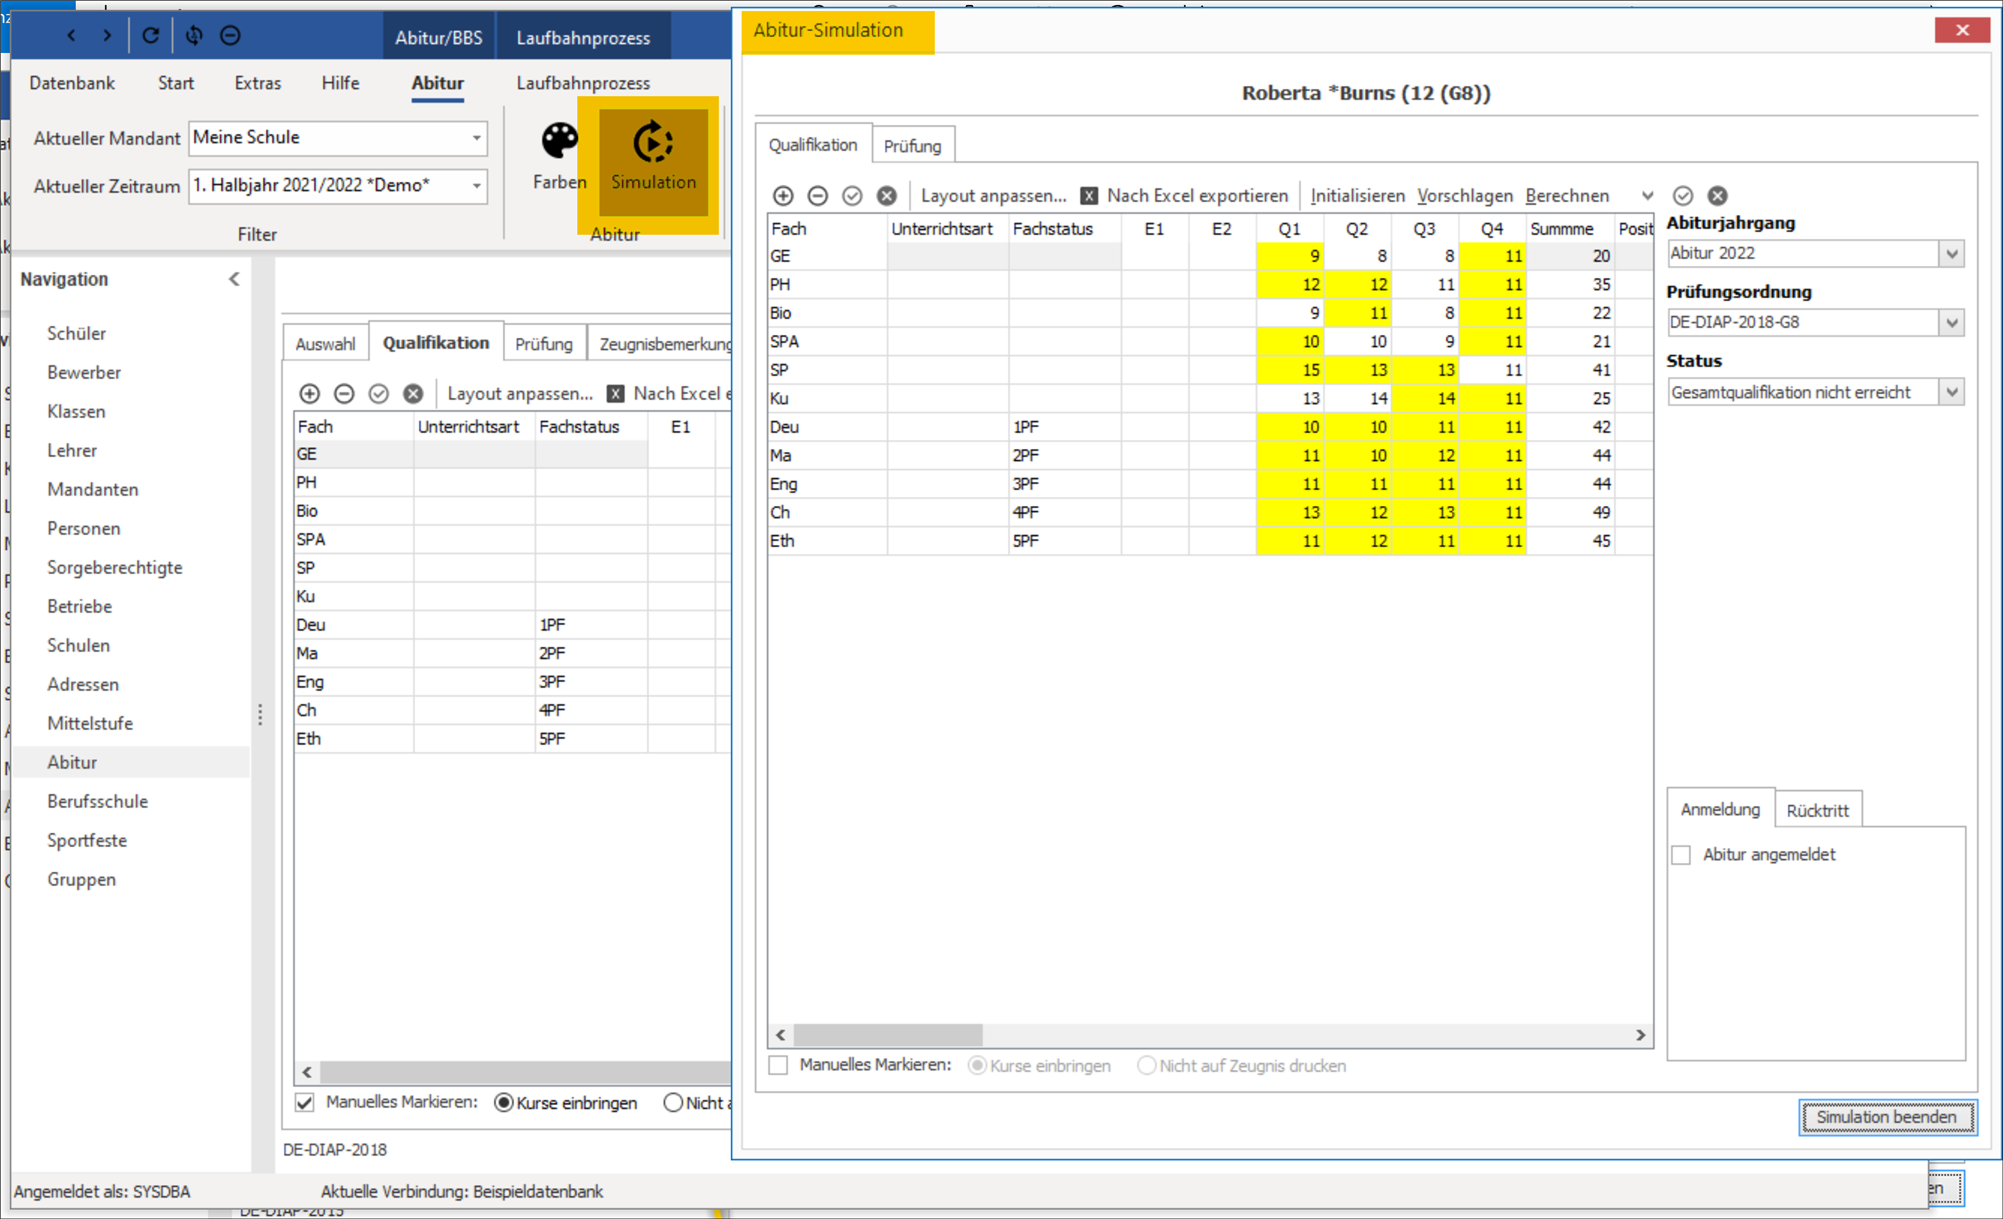 Abitur/BBS Laufbahnprozess
Datenbank Start Extras Hilfe Abitur Laufbahnprozess
Aktueller Mandant Meine Schule
Aktueller Zeitraum 1. Halbjahr 2021/2022 *Demo*
Filter
Farben Simulation
Abitur
Navigation
Schüler
Bewerber
Klassen
Lehrer
Mandanten
Personen
Sorgeberechtigte
Betriebe
Schulen
Adressen
Mittelstufe
Abitur
Berufsschule
Sportfeste
Gruppen
Auswahl Qualifikation Prüfung Zeugnisbemerkung
Layout anpassen... Nach Excel e
Fach Unterrichtsart Fachstatus E1
GE
PH
Bio
SPA
SP
Ku
Deu 1PF
Ma 2PF
Eng 3PF
Ch 4PF
Eth 5PF
Manuelles Markieren: Kurse einbringen Nicht a
DE-DIAP-2018
Angemeldet als: SYSDBA Aktuelle Verbindung: Beispieldatenbank
Abitur-Simulation
Roberta *Burns (12 (G8))
Qualifikation Prüfung
Layout anpassen... Nach Excel exportieren Initialisieren Vorschlagen Berechnen
Fach Unterrichtsart Fachstatus E1 E2 Q1 Q2 Q3 Q4 Summme Posit
GE 9 8 8 11 20
PH 12 12 11 11 35
Bio 9 11 8 11 22
SPA 10 10 9 11 21
SP 15 13 13 11 41
Ku 13 14 14 11 25
Deu 1PF 10 10 11 11 42
Ma 2PF 11 10 12 11 44
Eng 3PF 11 11 11 11 44
Ch 4PF 13 12 13 11 49
Eth 5PF 11 12 11 11 45
Manuelles Markieren: Kurse einbringen Nicht auf Zeugnis drucken
Abiturjahrgang
Abitur 2022
Prüfungsordnung
DE-DIAP-2018-G8
Status
Gesamtqualifikation nicht erreicht
Anmeldung Rücktritt
Abitur angemeldet
Simulation beenden
en